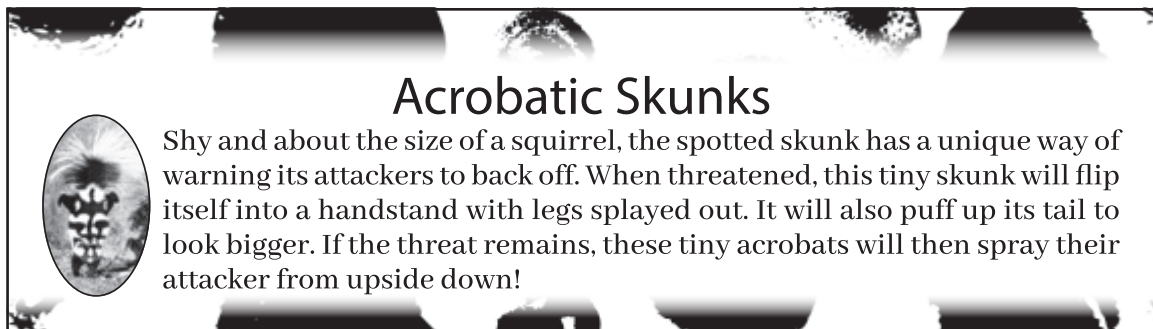 Acrobatic Skunks
Shy and about the size of a squirrel, the spotted skunk has a unique way of
warning its attackers to back off. When threatened, this tiny skunk will flip
itself into a handstand with legs splayed out. It will also puff up its tail to
look bigger. If the threat remains, these tiny acrobats will then spray their
attacker from upside down!